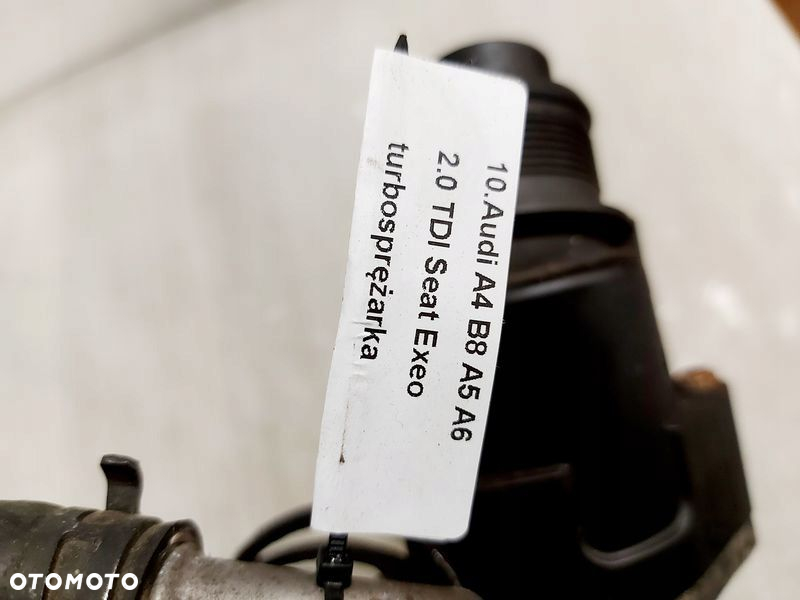 10.Audi A4 B8 A5 A6
2.0 TDI Seat Exeo
turbosprężarka
OTOMOTO